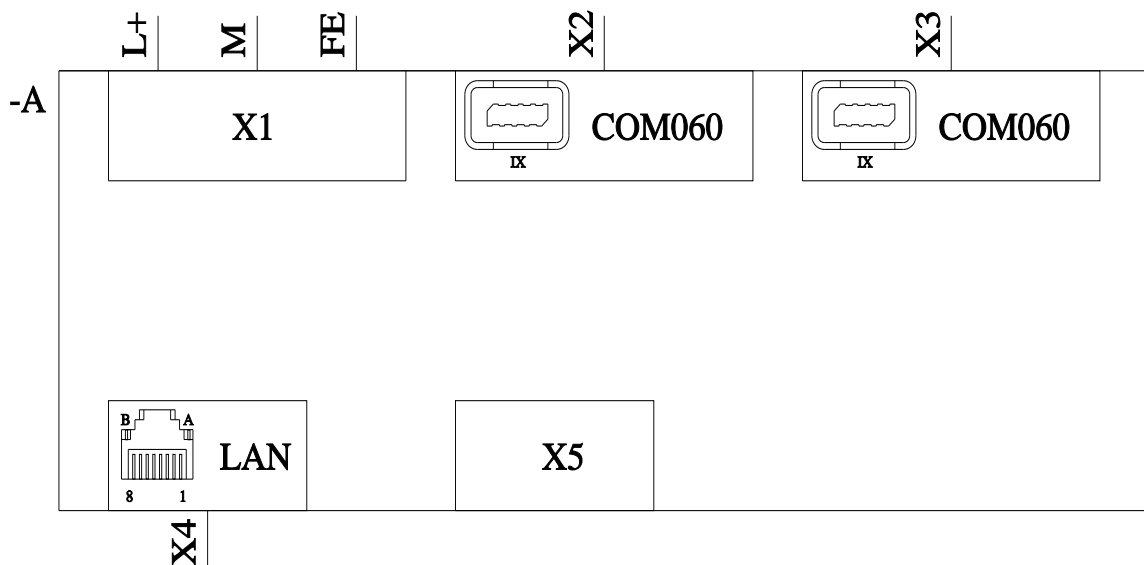 L+ M FE X2 X3
-A
X1 COM060 COM060
IX IX
B A
LAN X5
8 1
X4